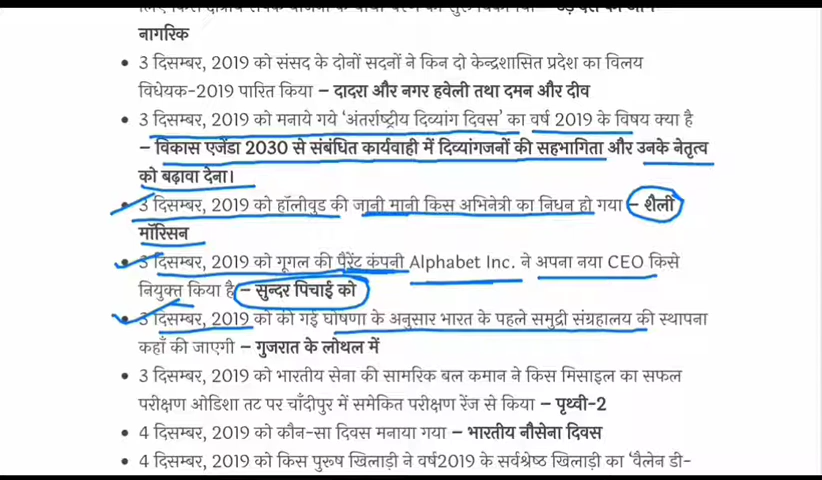 नागरिक
• 3 दिसम्बर, 2019 को संसद के दोनों सदनों ने किन दो केन्द्रशासित प्रदेश का विलय
विधेयक-2019 पारित किया – दादरा और नगर हवेली तथा दमन और दीव
• 3 दिसम्बर, 2019 को मनाये गये 'अंतर्राष्ट्रीय दिव्यांग दिवस' का वर्ष 2019 के विषय क्या है
– विकास एजेंडा 2030 से संबंधित कार्यवाही में दिव्यांगजनों की सहभागिता और उनके नेतृत्व
को बढ़ावा देना।
• 3 दिसम्बर, 2019 को हॉलीवुड की जानी मानी किस अभिनेत्री का निधन हो गया – शैली
मॉरिसन
• 3 दिसम्बर, 2019 को गूगल की पैरेंट कंपनी Alphabet Inc. ने अपना नया CEO किसे
नियुक्त किया है – सुन्दर पिचाई को
• 3 दिसम्बर, 2019 को की गई घोषणा के अनुसार भारत के पहले समुद्री संग्रहालय की स्थापना
कहाँ की जाएगी – गुजरात के लोथल में
• 3 दिसम्बर, 2019 को भारतीय सेना की सामरिक बल कमान ने किस मिसाइल का सफल
परीक्षण ओडिशा तट पर चाँदीपुर में समेकित परीक्षण रेंज से किया – पृथ्वी-2
• 4 दिसम्बर, 2019 को कौन-सा दिवस मनाया गया – भारतीय नौसेना दिवस
• 4 दिसम्बर, 2019 को किस पुरुष खिलाड़ी ने वर्ष2019 के सर्वश्रेष्ठ खिलाड़ी का 'वैलेन डी-